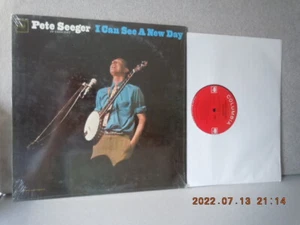 Pete Seeger I Can See A New Day
COLUMBIA
2022.07.13 21:14